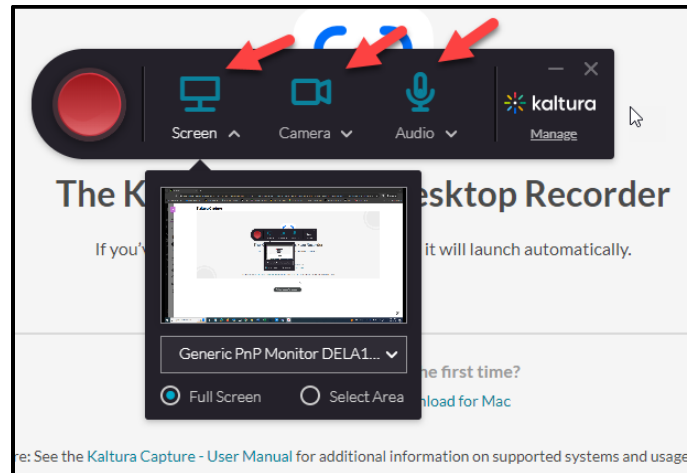 Screen Camera Audio
kaltura
Manage
The K
esktop Recorder
If you'
it will launch automatically.
Generic PnP Monitor DELA1...
Full Screen Select Area
he first time?
nload for Mac
re: See the Kaltura Capture - User Manual for additional information on supported systems and usage